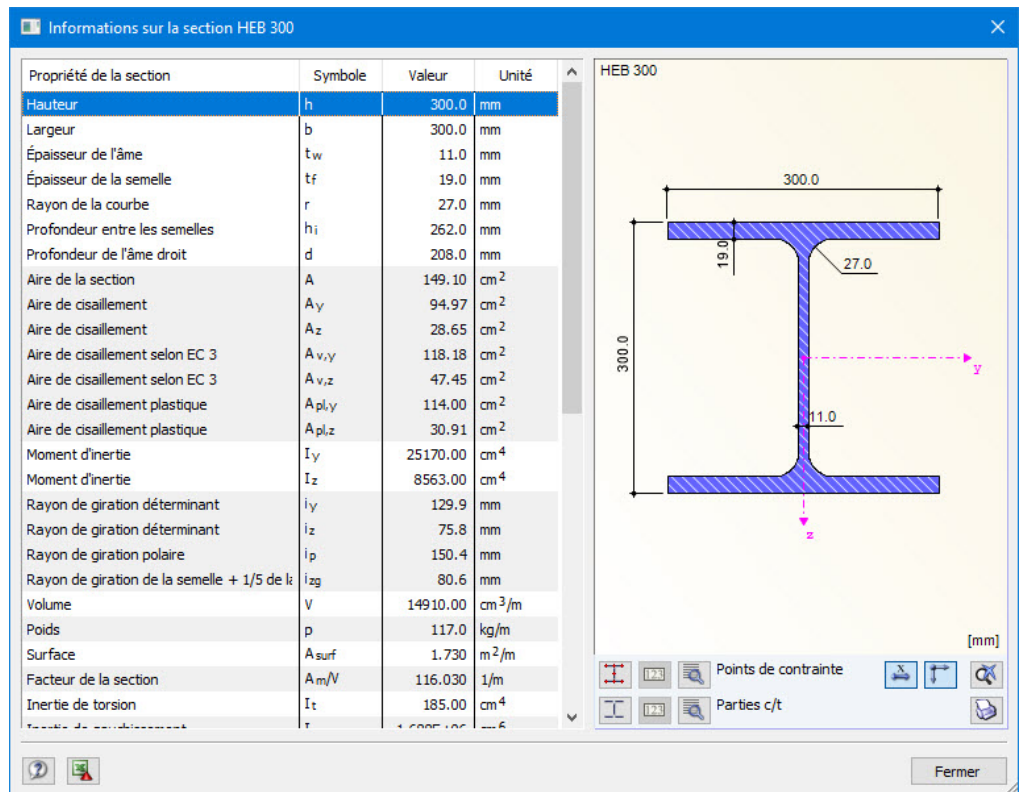 Informations sur la section HEB 300
Propriété de la section Symbole Valeur Unité
Hauteur h 300.0 mm
Largeur b 300.0 mm
Épaisseur de l'âme tw 11.0 mm
Épaisseur de la semelle tf 19.0 mm
Rayon de la courbe r 27.0 mm
Profondeur entre les semelles hi 262.0 mm
Profondeur de l'âme droit d 208.0 mm
Aire de la section A 149.10 cm2
Aire de cisaillement Ay 94.97 cm2
Aire de cisaillement Az 28.65 cm2
Aire de cisaillement selon EC 3 Av,y 118.18 cm2
Aire de cisaillement selon EC 3 Av,z 47.45 cm2
Aire de cisaillement plastique Apl,y 114.00 cm2
Aire de cisaillement plastique Apl,z 30.91 cm2
Moment d'inertie Iy 25170.00 cm4
Moment d'inertie Iz 8563.00 cm4
Rayon de giration déterminant iy 129.9 mm
Rayon de giration déterminant iz 75.8 mm
Rayon de giration polaire ip 150.4 mm
Rayon de giration de la semelle + 1/5 de la izg 80.6 mm
Volume V 14910.00 cm3/m
Poids p 117.0 kg/m
Surface Asurf 1.730 m2/m
Facteur de la section Am/V 116.030 1/m
Inertie de torsion It 185.00 cm4
HEB 300
300.0
19.0
27.0
300.0
y
11.0
z
[mm]
Points de contrainte
Parties c/t
Fermer